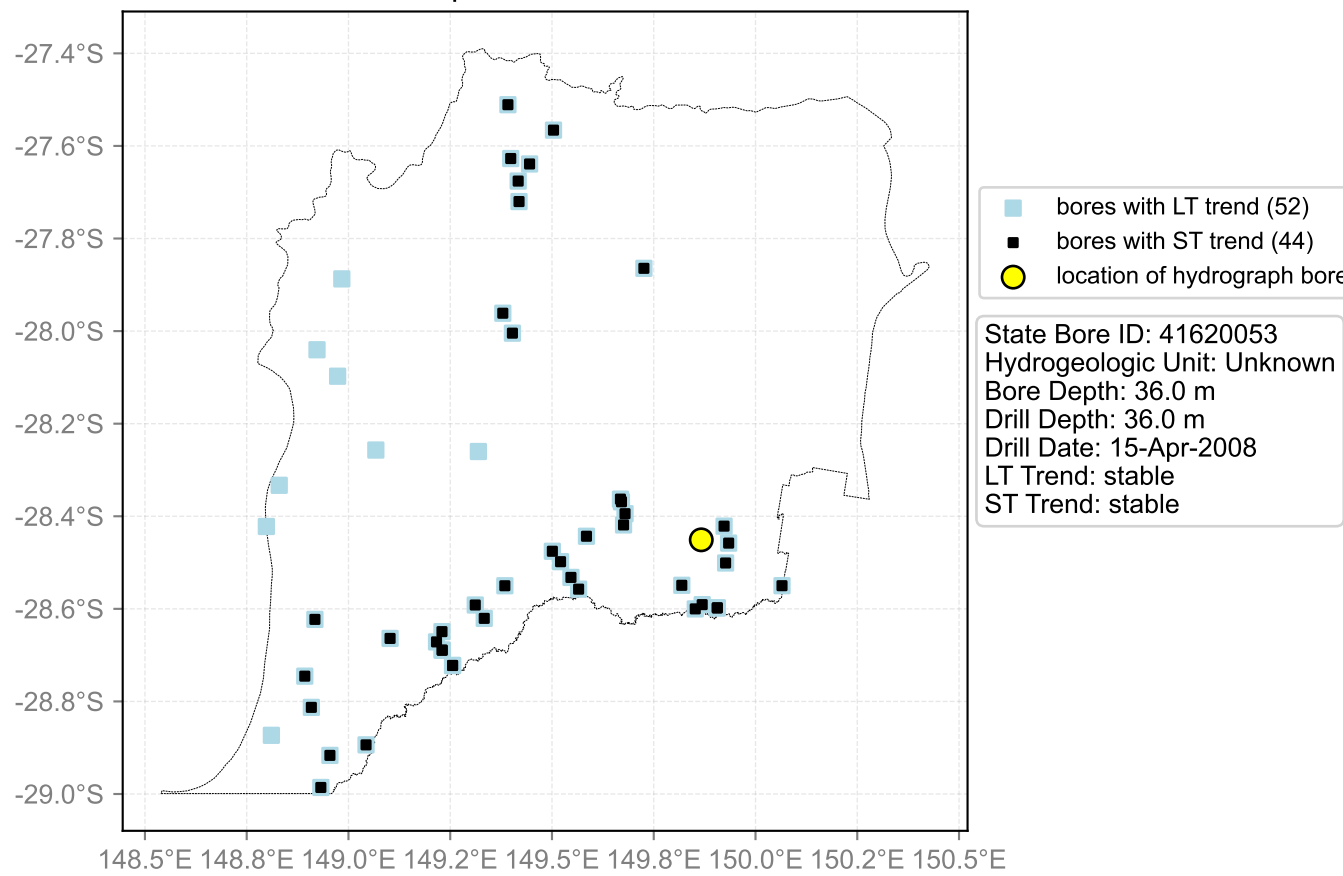 -27.4°S
-27.6°S
-27.8°S
-28.0°S
-28.2°S
-28.4°S
-28.6°S
-28.8°S
-29.0°S
148.5°E 148.8°E 149.0°E 149.2°E 149.5°E 149.8°E 150.0°E 150.2°E 150.5°E
bores with LT trend (52)
bores with ST trend (44)
location of hydrograph bore
State Bore ID: 41620053
Hydrogeologic Unit: Unknown
Bore Depth: 36.0 m
Drill Depth: 36.0 m
Drill Date: 15-Apr-2008
LT Trend: stable
ST Trend: stable